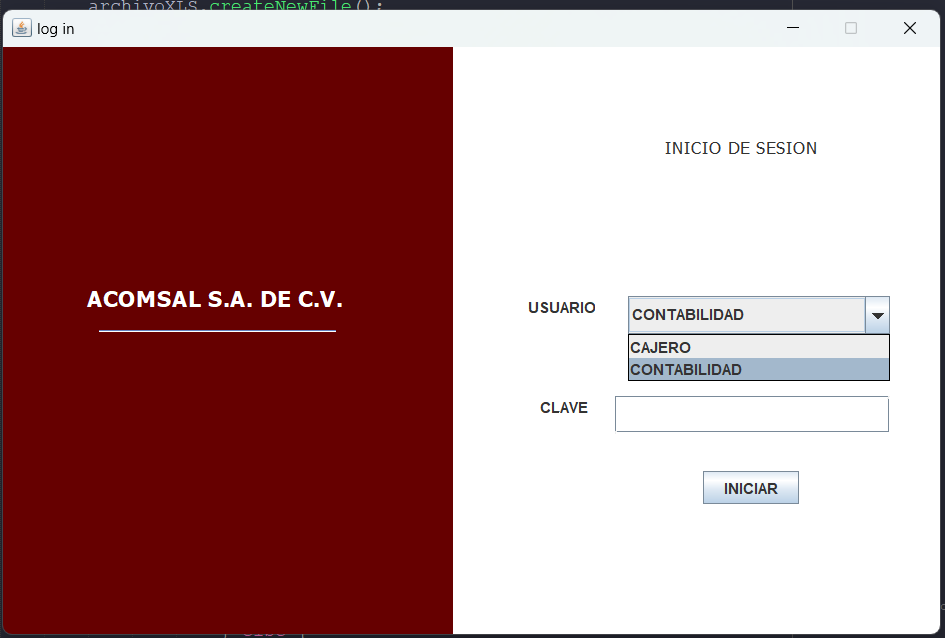 archivoXLS.createNewFile();
log in
ACOMSAL S.A. DE C.V.
INICIO DE SESION
USUARIO
CONTABILIDAD
CAJERO
CONTABILIDAD
CLAVE
INICIAR